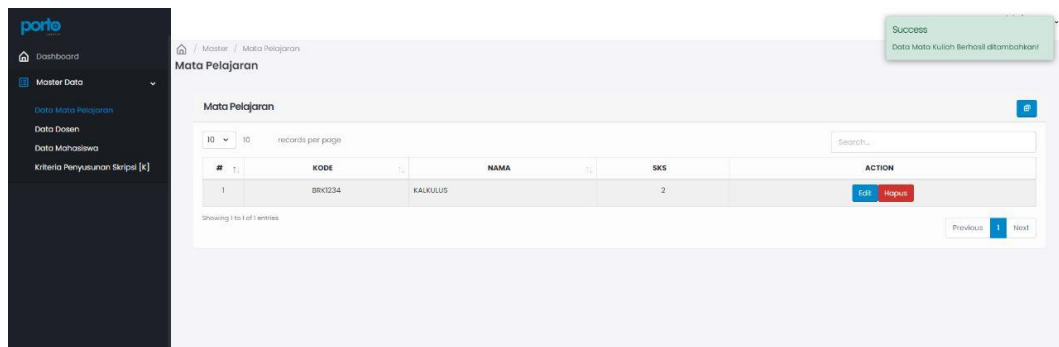 porto
Dashboard
Master Data
Data Mata Pelajaran
Data Dosen
Data Mahasiswa
Kriteria Penyusunan Skripsi [K]
Success
Data Mata Kuliah Berhasil ditambahkan!
/ Master / Mata Pelajaran
Mata Pelajaran
Mata Pelajaran
10 10 records per page
Search...
# KODE NAMA SKS ACTION
1 BRK1234 KALKULUS 2 Edit Hapus
Showing 1 to 1 of 1 entries
Previous 1 Next